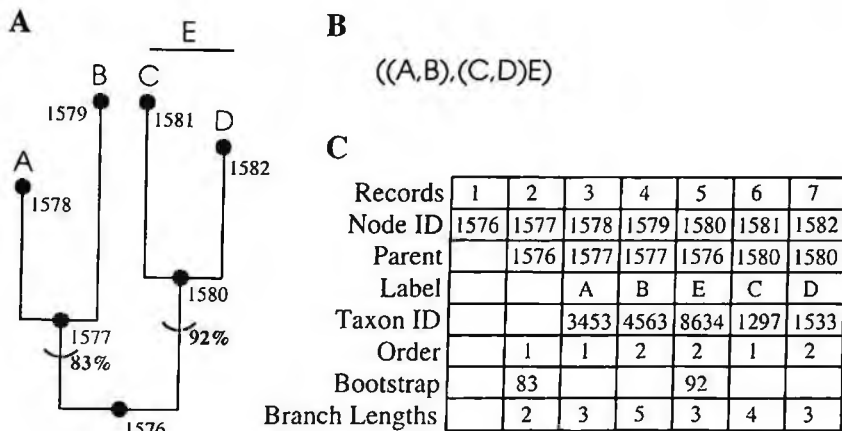 A
E
B
C
1579
1581
D
1582
A
1578
1580
1577
83%
92%
1576
B
((A,B),(C,D)E)
C
Records 1 2 3 4 5 6 7
Node ID 1576 1577 1578 1579 1580 1581 1582
Parent 1576 1577 1577 1576 1580 1580
Label A B E C D
Taxon ID 3453 4563 8634 1297 1533
Order 1 1 2 2 1 2
Bootstrap 83 92
Branch Lengths 2 3 5 3 4 3